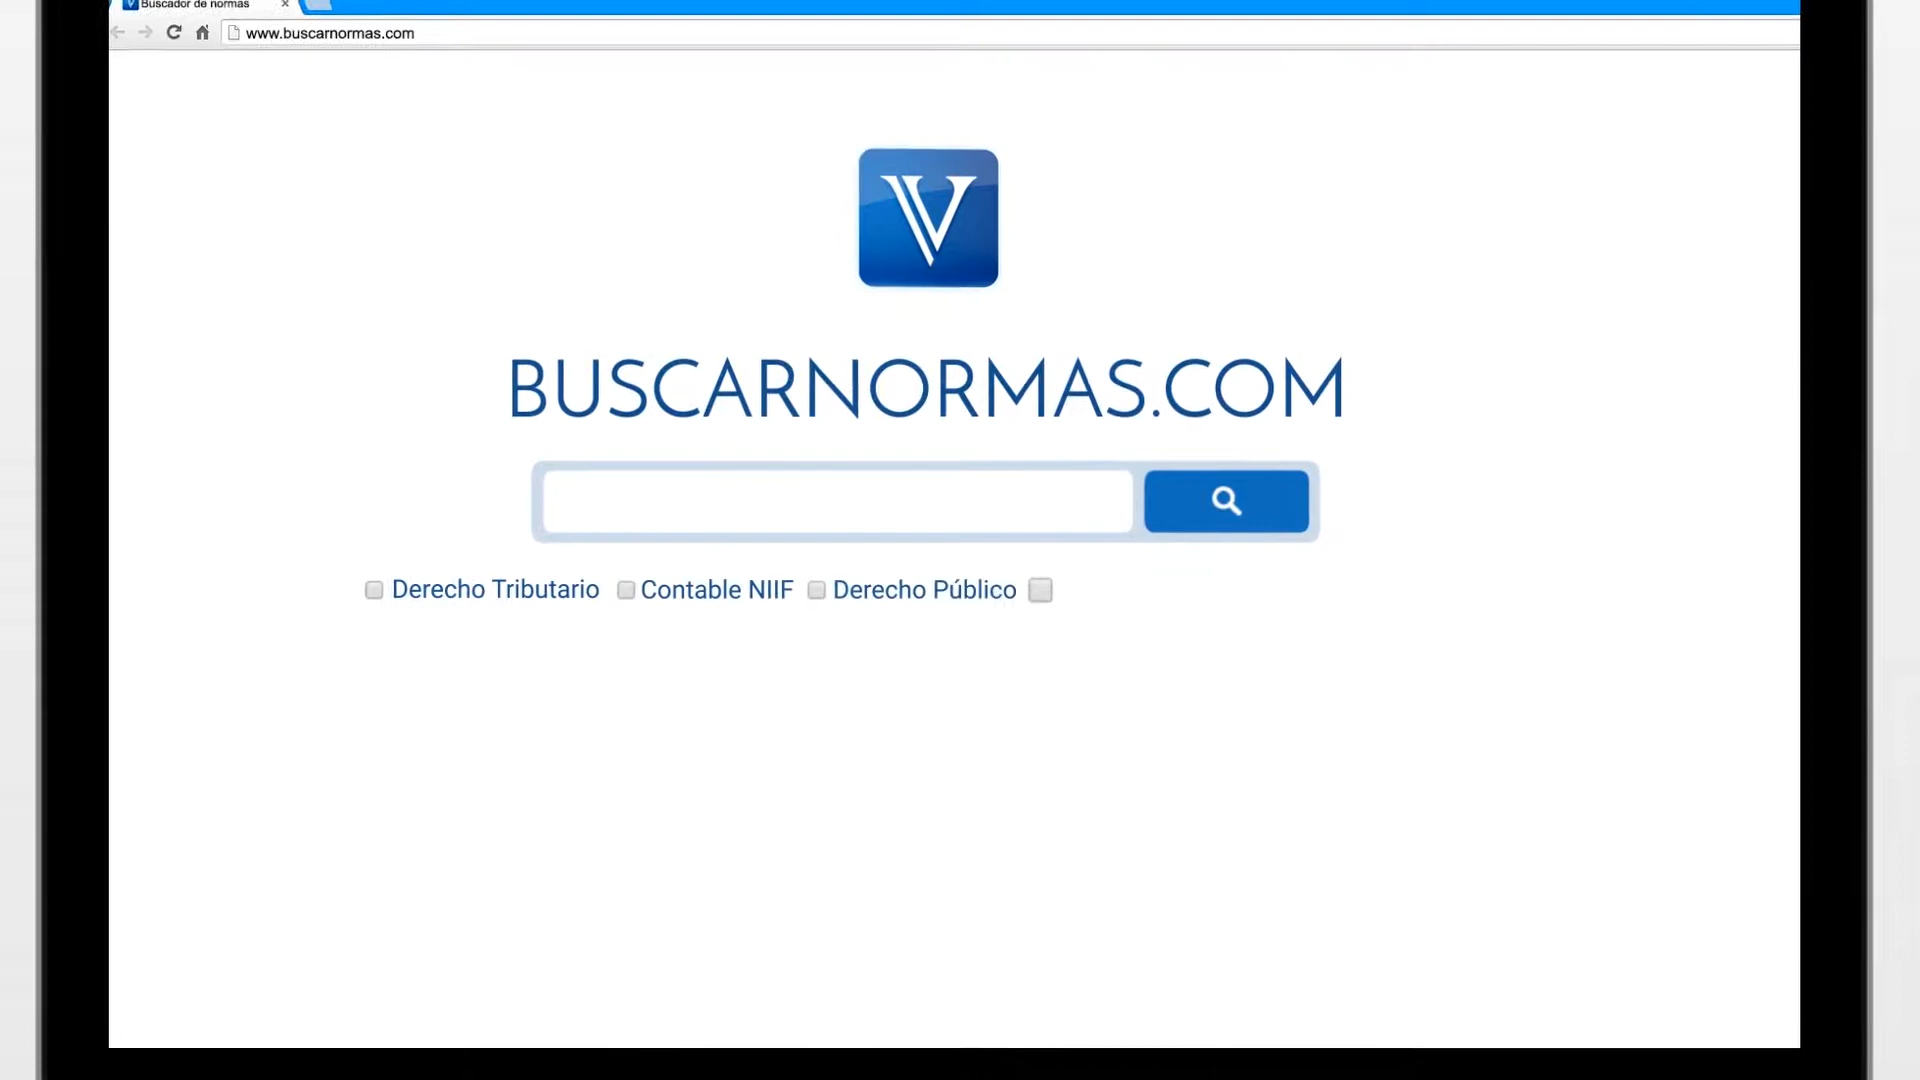 Buscador de normas
www.buscarnormas.com
V
BUSCARNORMAS.COM
Derecho Tributario Contable NIIF Derecho Público